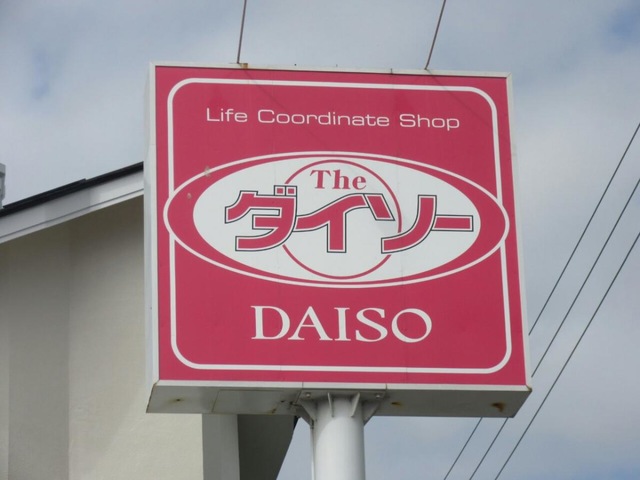 Life Coordinate Shop
The
ダイソー
DAISO